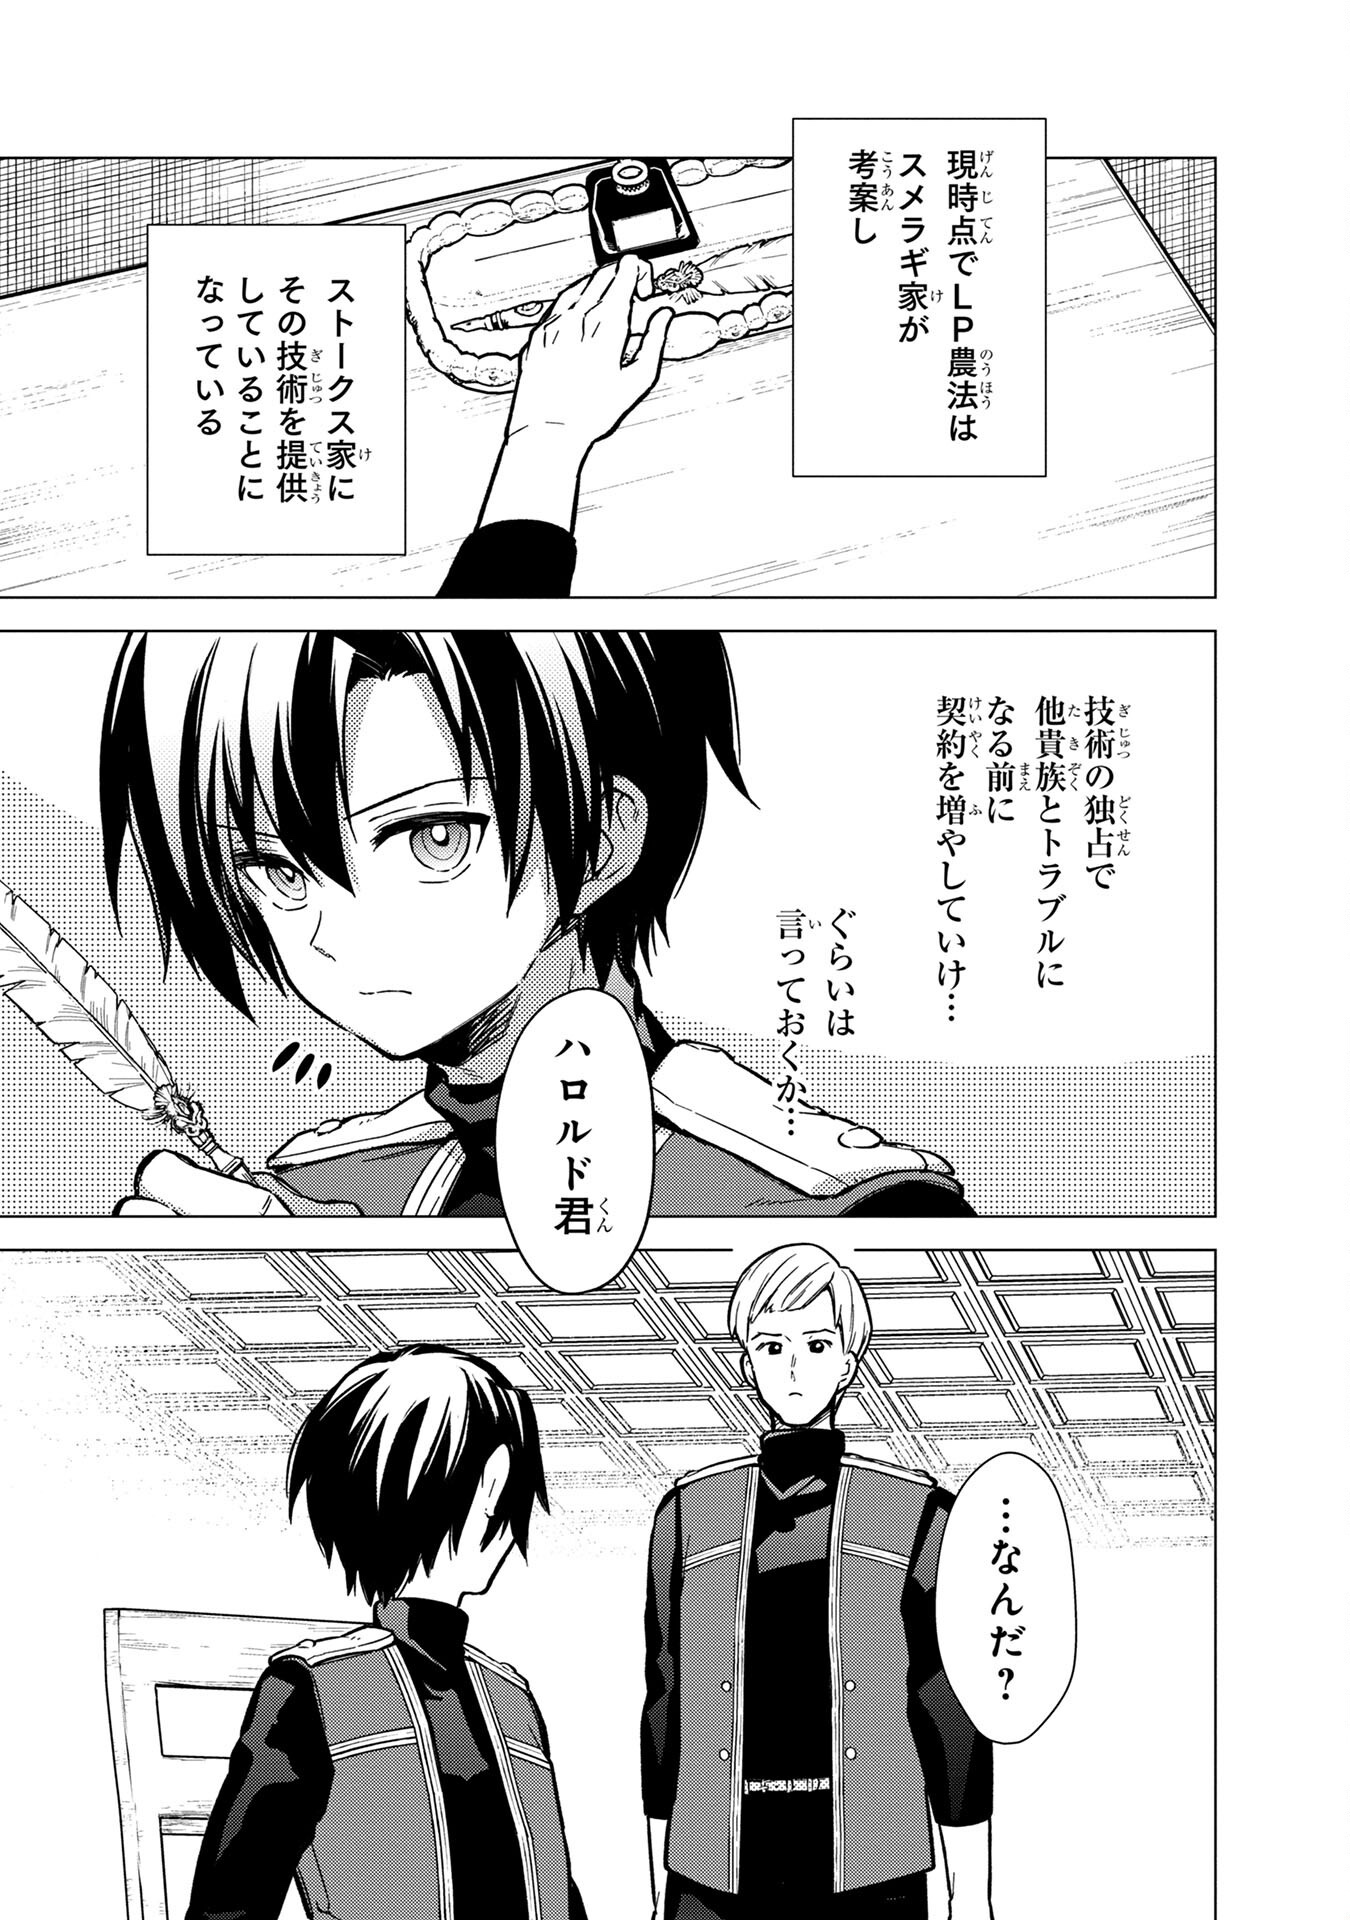 現時点でLP農法は
スメラギ家が
考案し
ストークス家に
その技術を提供
していることに
なっている
技術の独占で
他貴族とトラブルに
なる前に
契約を増やしていけ…
ぐらいは
言っておくか…
ハロルド君
…なんだ?